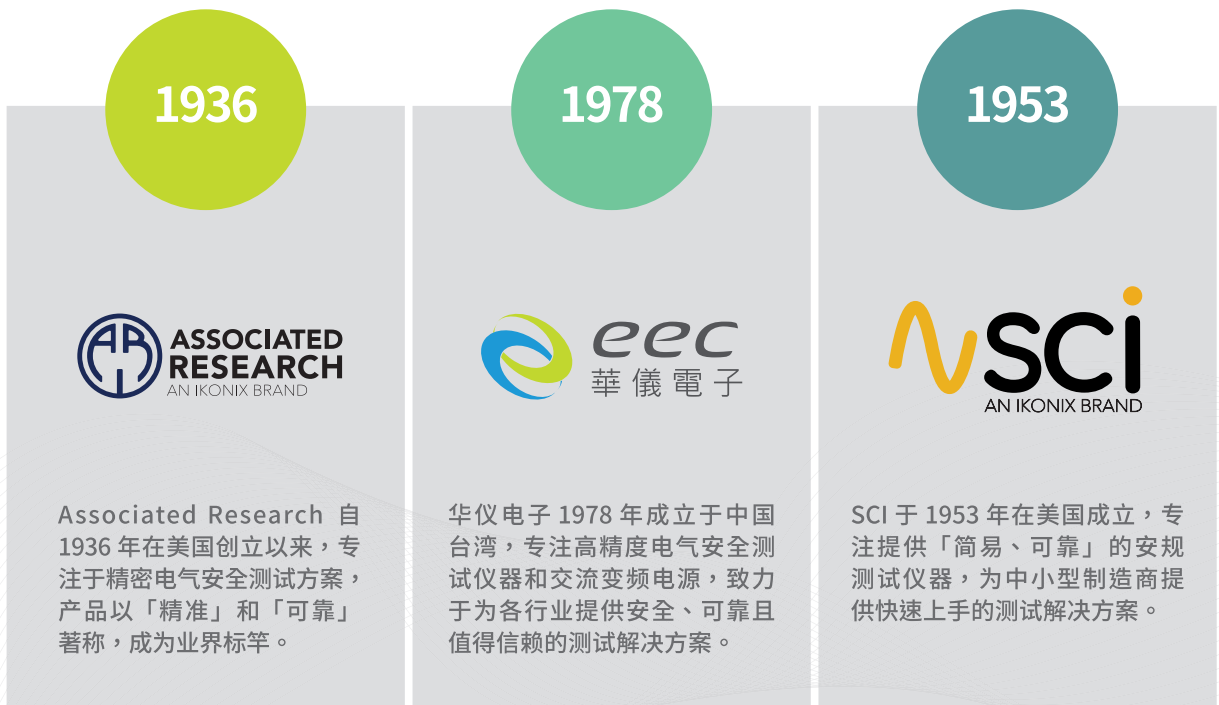 1936
ASSOCIATED
RESEARCH
AN IKONIX BRAND
Associated Research 自
1936 年在美国创立以来，专
注于精密电气安全测试方案，
产品以「精准」和「可靠」
著称，成为业界标竿。
1978
eec
華儀電子
华仪电子 1978 年成立于中国
台湾，专注高精度电气安全测
试仪器和交流变频电源，致力
于为各行业提供安全、可靠且
值得信赖的测试解决方案。
1953
SCI
AN IKONIX BRAND
SCI 于 1953 年在美国成立，专
注提供「简易、可靠」的安规
测试仪器，为中小型制造商提
供快速上手的测试解决方案。